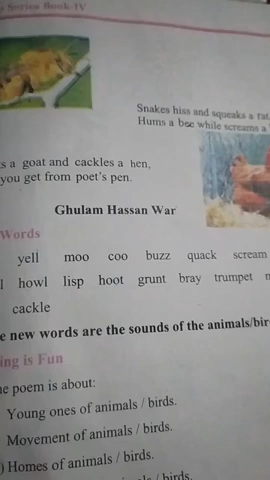 Series Book-IV
Snakes hiss and squeaks a rat,
Hums a bee while screams a
a goat and cackles a hen,
you get from poet's pen.
Ghulam Hassan War
Words
yell moo coo buzz quack scream
howl lisp hoot grunt bray trumpet
cackle
new words are the sounds of the animals/
is Fun
poem is about:
Young ones of animals / birds.
Movement of animals / birds.
) Homes of animals / birds.
/ birds.